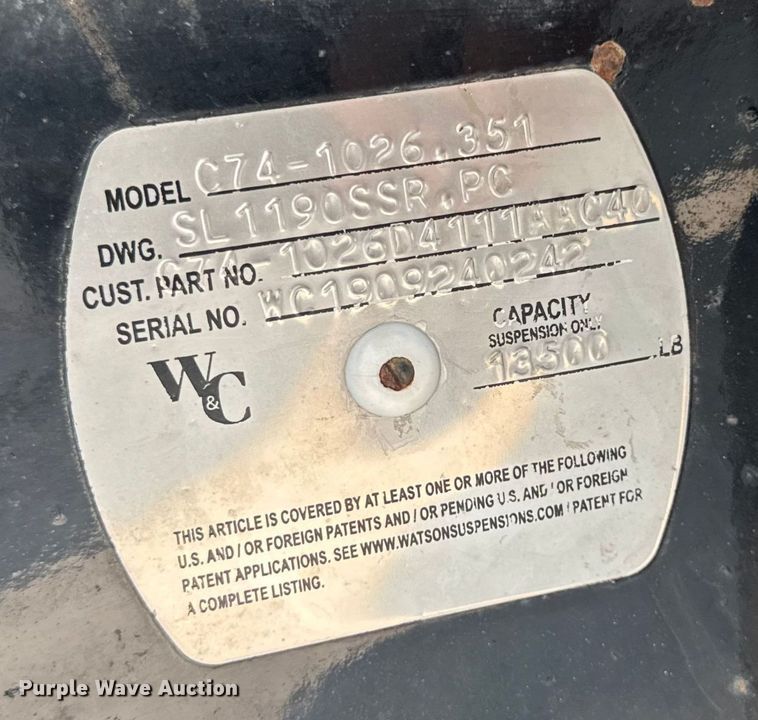 MODEL C74-1026.351
DWG. SL1190SSR.PC
CUST. PART NO. C74-1026D4111AAC40
SERIAL NO. WC1909240242
CAPACITY
SUSPENSION ONLY
13500 LB
W&C
THIS ARTICLE IS COVERED BY AT LEAST ONE OR MORE OF THE FOLLOWING
U.S. AND / OR FOREIGN PATENTS AND / OR PENDING U.S. AND / OR FOREIGN
PATENT APPLICATIONS. SEE WWW.WATSONSUSPENSIONS.COM / PATENT FOR
A COMPLETE LISTING.
Purple Wave Auction